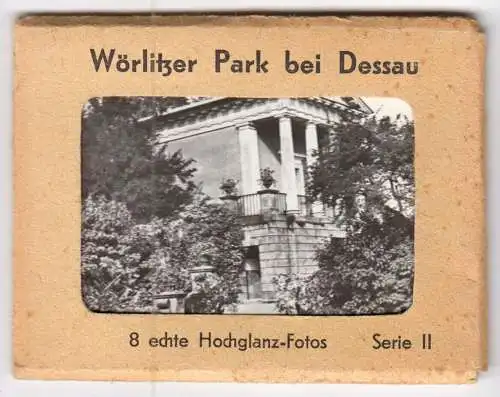 Wörlitzer Park bei Dessau
8 echte Hochglanz-Fotos Serie II